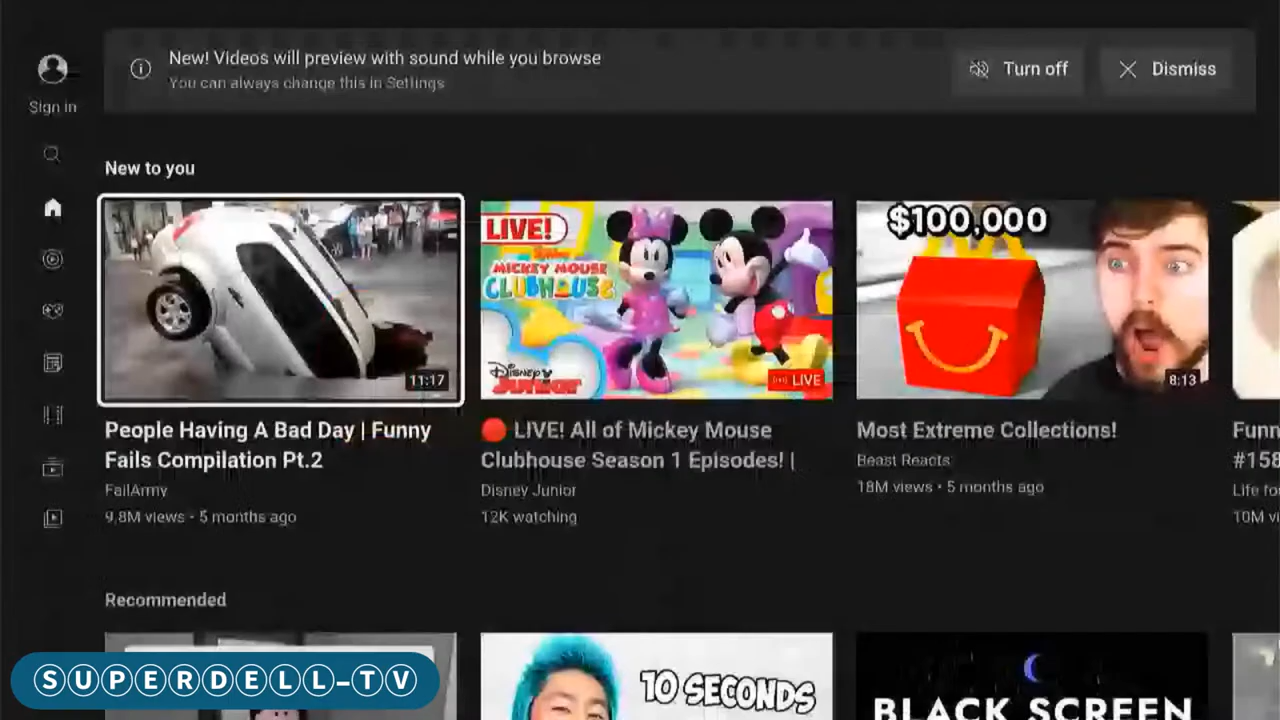 New! Videos will preview with sound while you browse
You can always change this in Settings
Turn off
Dismiss
Sign in
New to you
11:17
People Having A Bad Day | Funny
Fails Compilation Pt.2
FailArmy
9.8M views • 5 months ago
LIVE!
Junior
MICKEY MOUSE
CLUBHOUSE
Disney
Junior
LIVE
🔴 LIVE! All of Mickey Mouse
Clubhouse Season 1 Episodes! |
Disney Junior
12K watching
$100,000
8:13
Most Extreme Collections!
Beast Reacts
18M views • 5 months ago
Funn
#158
Life fo
10M vi
Recommended
10 SECONDS
BLACK SCREEN
ⓈⓊⓅⒺⓇⒹⒺⓁⓁ-ⓉⓋ